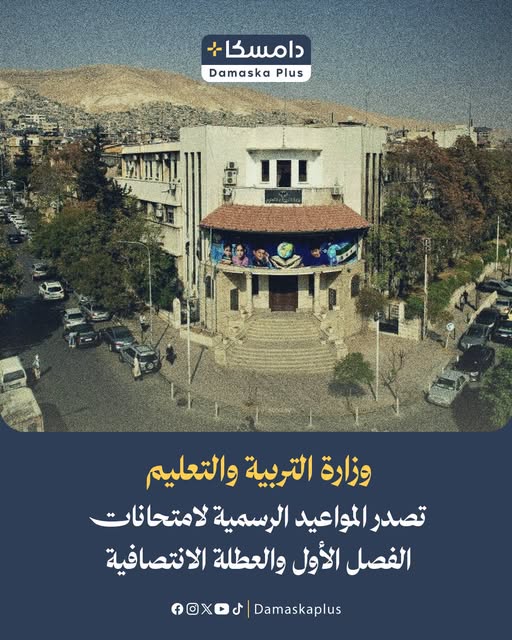 دامسكا+
Damaska Plus
وزارة التربية والتعليم
تصدر المواعيد الرسمية لامتحانات
الفصل الأول والعطلة الانتصافية
Damaskaplus